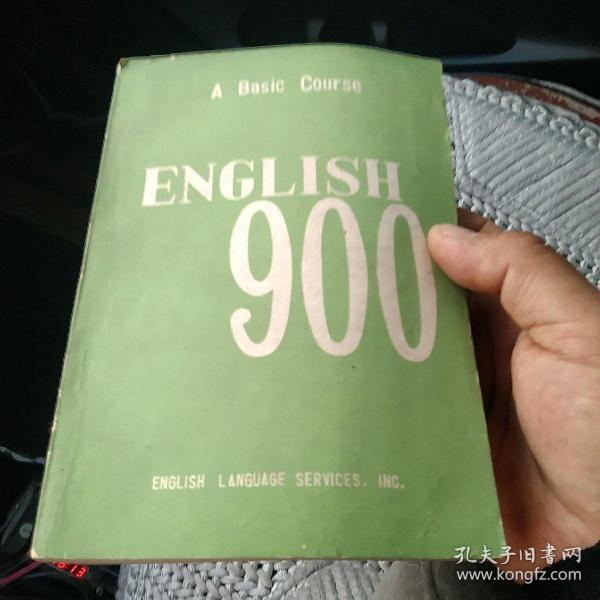 A Basic Course
ENGLISH
900
ENGLISH LANGUAGE SERVICES, INC.
孔夫子旧书网
www.kongfz.com